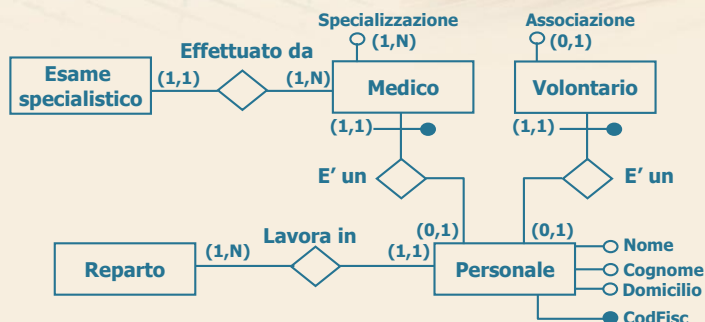 Specializzazione
Associazione
(1,N)
(0,1)
Effettuato da
Esame
specialistico
(1,1)
(1,N)
Medico
Volontario
(1,1)
(1,1)
E’ un
E’ un
Lavora in
(0,1)
(0,1)
Reparto
(1,N)
(1,1)
Personale
Nome
Cognome
Domicilio
CodFisc